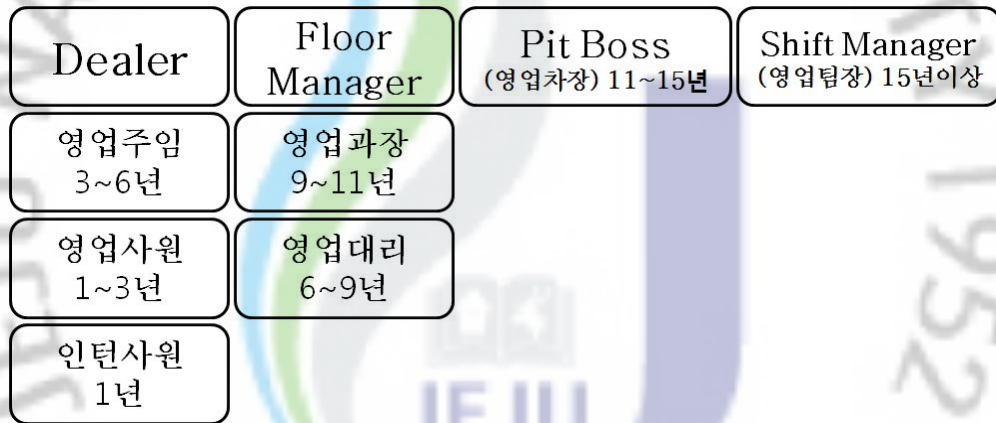 Dealer
Floor
Manager
Pit Boss
(영업차장) 11~15년
Shift Manager
(영업팀장) 15년이상
영업주임
3~6년
영업과장
9~11년
영업사원
1~3년
영업대리
6~9년
인턴사원
1년
JEJU
1952